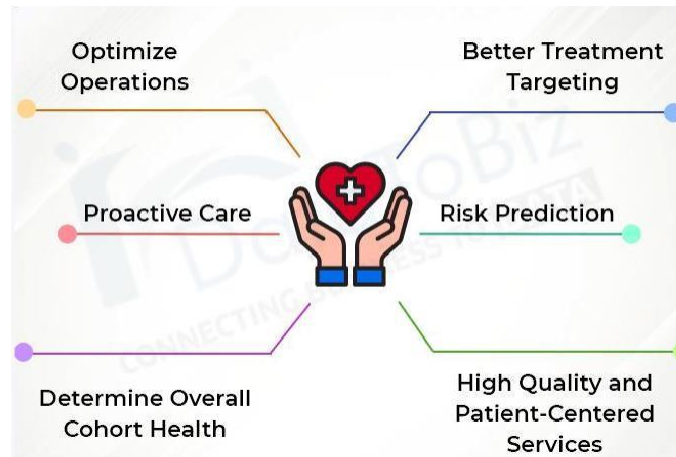 Optimize
Operations
Better Treatment
Targeting
Proactive Care
Risk Prediction
Determine Overall
Cohort Health
High Quality and
Patient-Centered
Services
CONNECTING